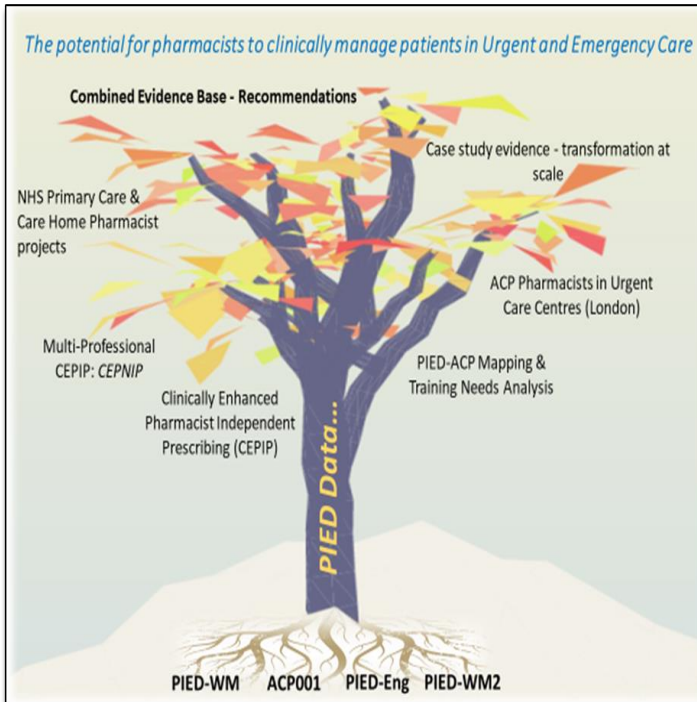 The potential for pharmacists to clinically manage patients in Urgent and Emergency Care
Combined Evidence Base - Recommendations
Case study evidence - transformation at
scale
NHS Primary Care &
Care Home Pharmacist
projects
ACP Pharmacists in Urgent
Care Centres (London)
Multi-Professional
CEPIP: CEPNIP
PIED-ACP Mapping &
Training Needs Analysis
Clinically Enhanced
Pharmacist Independent
Prescribing (CEPIP)
PIED Data...
PIED-WM ACP001 PIED-Eng PIED-WM2